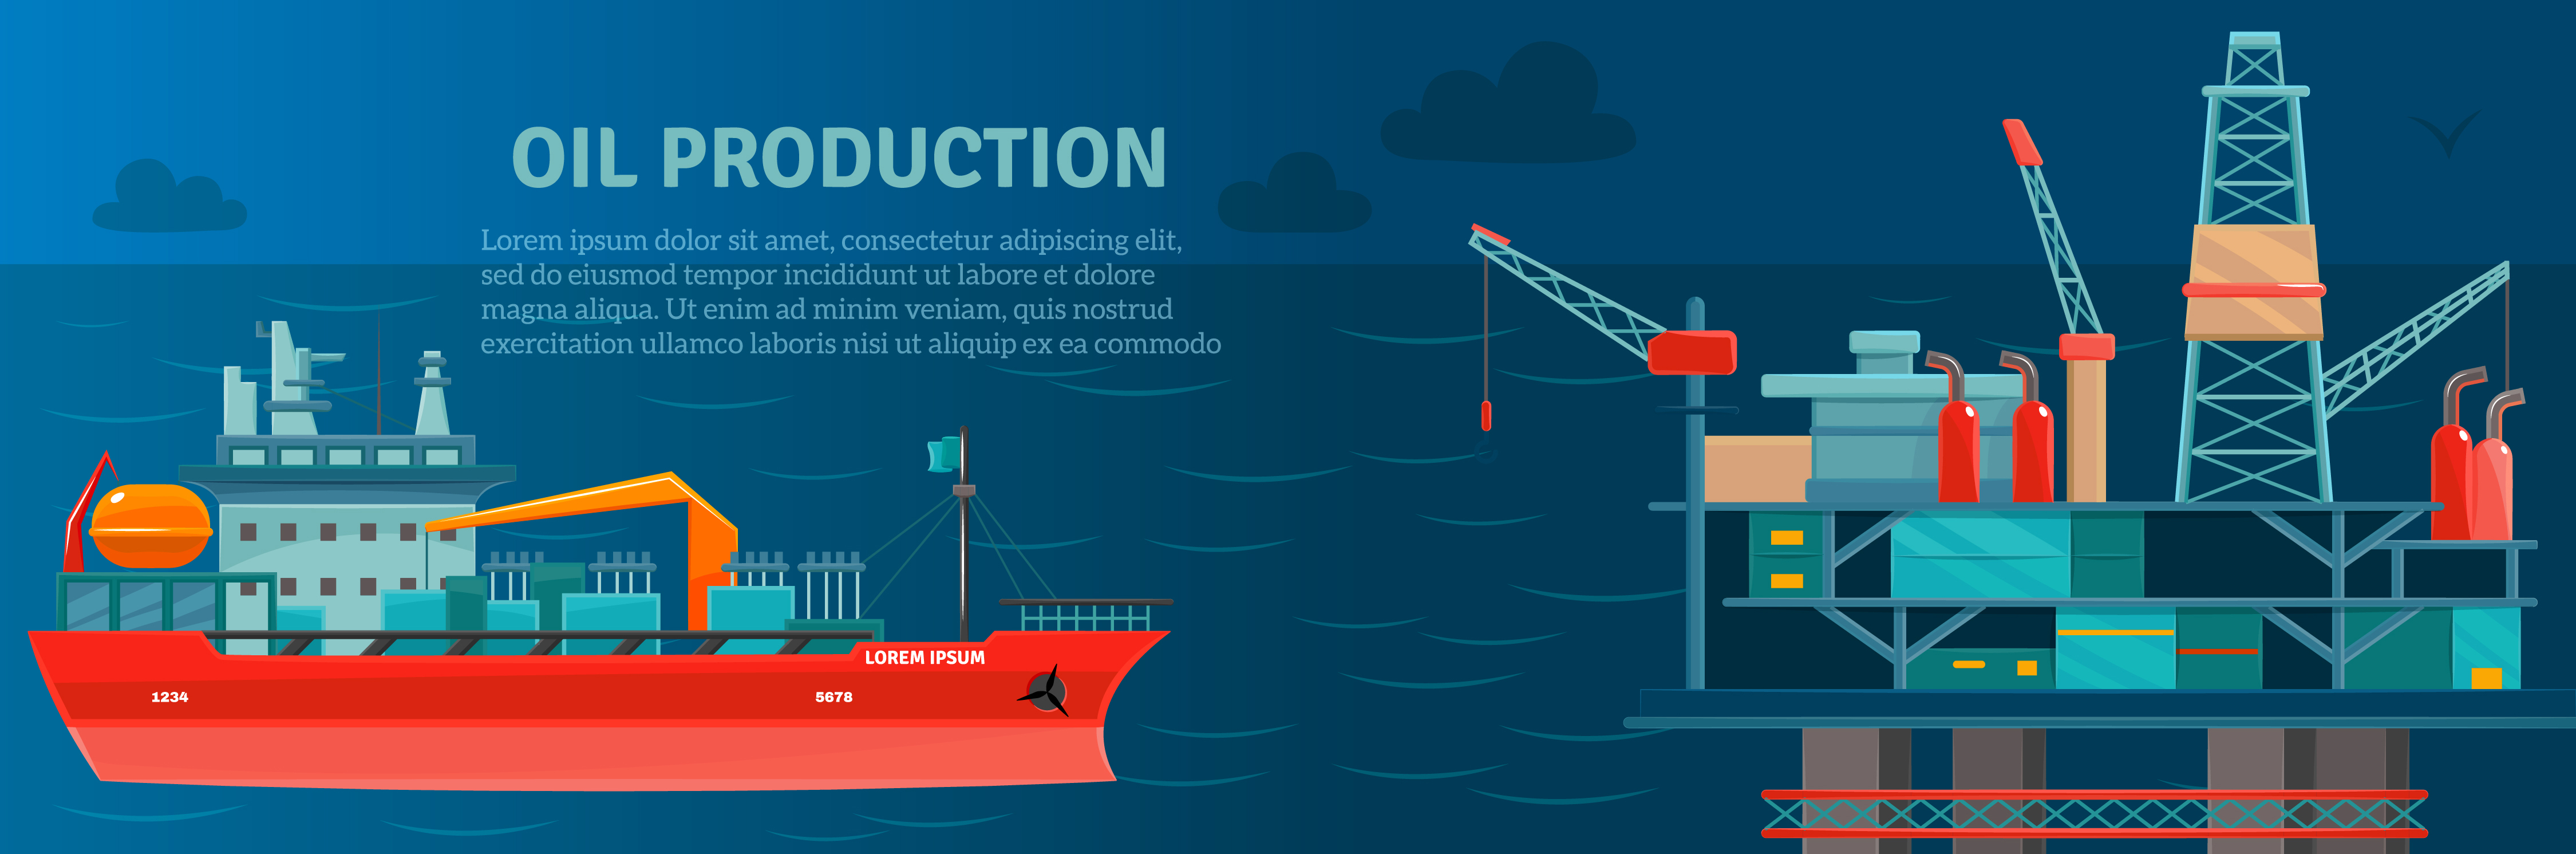 OIL PRODUCTION
Lorem ipsum dolor sit amet, consectetur adipiscing elit,
sed do eiusmod tempor incididunt ut labore et dolore
magna aliqua. Ut enim ad minim veniam, quis nostrud
exercitation ullamco laboris nisi ut aliquip ex ea commodo
LOREM IPSUM
1234
5678